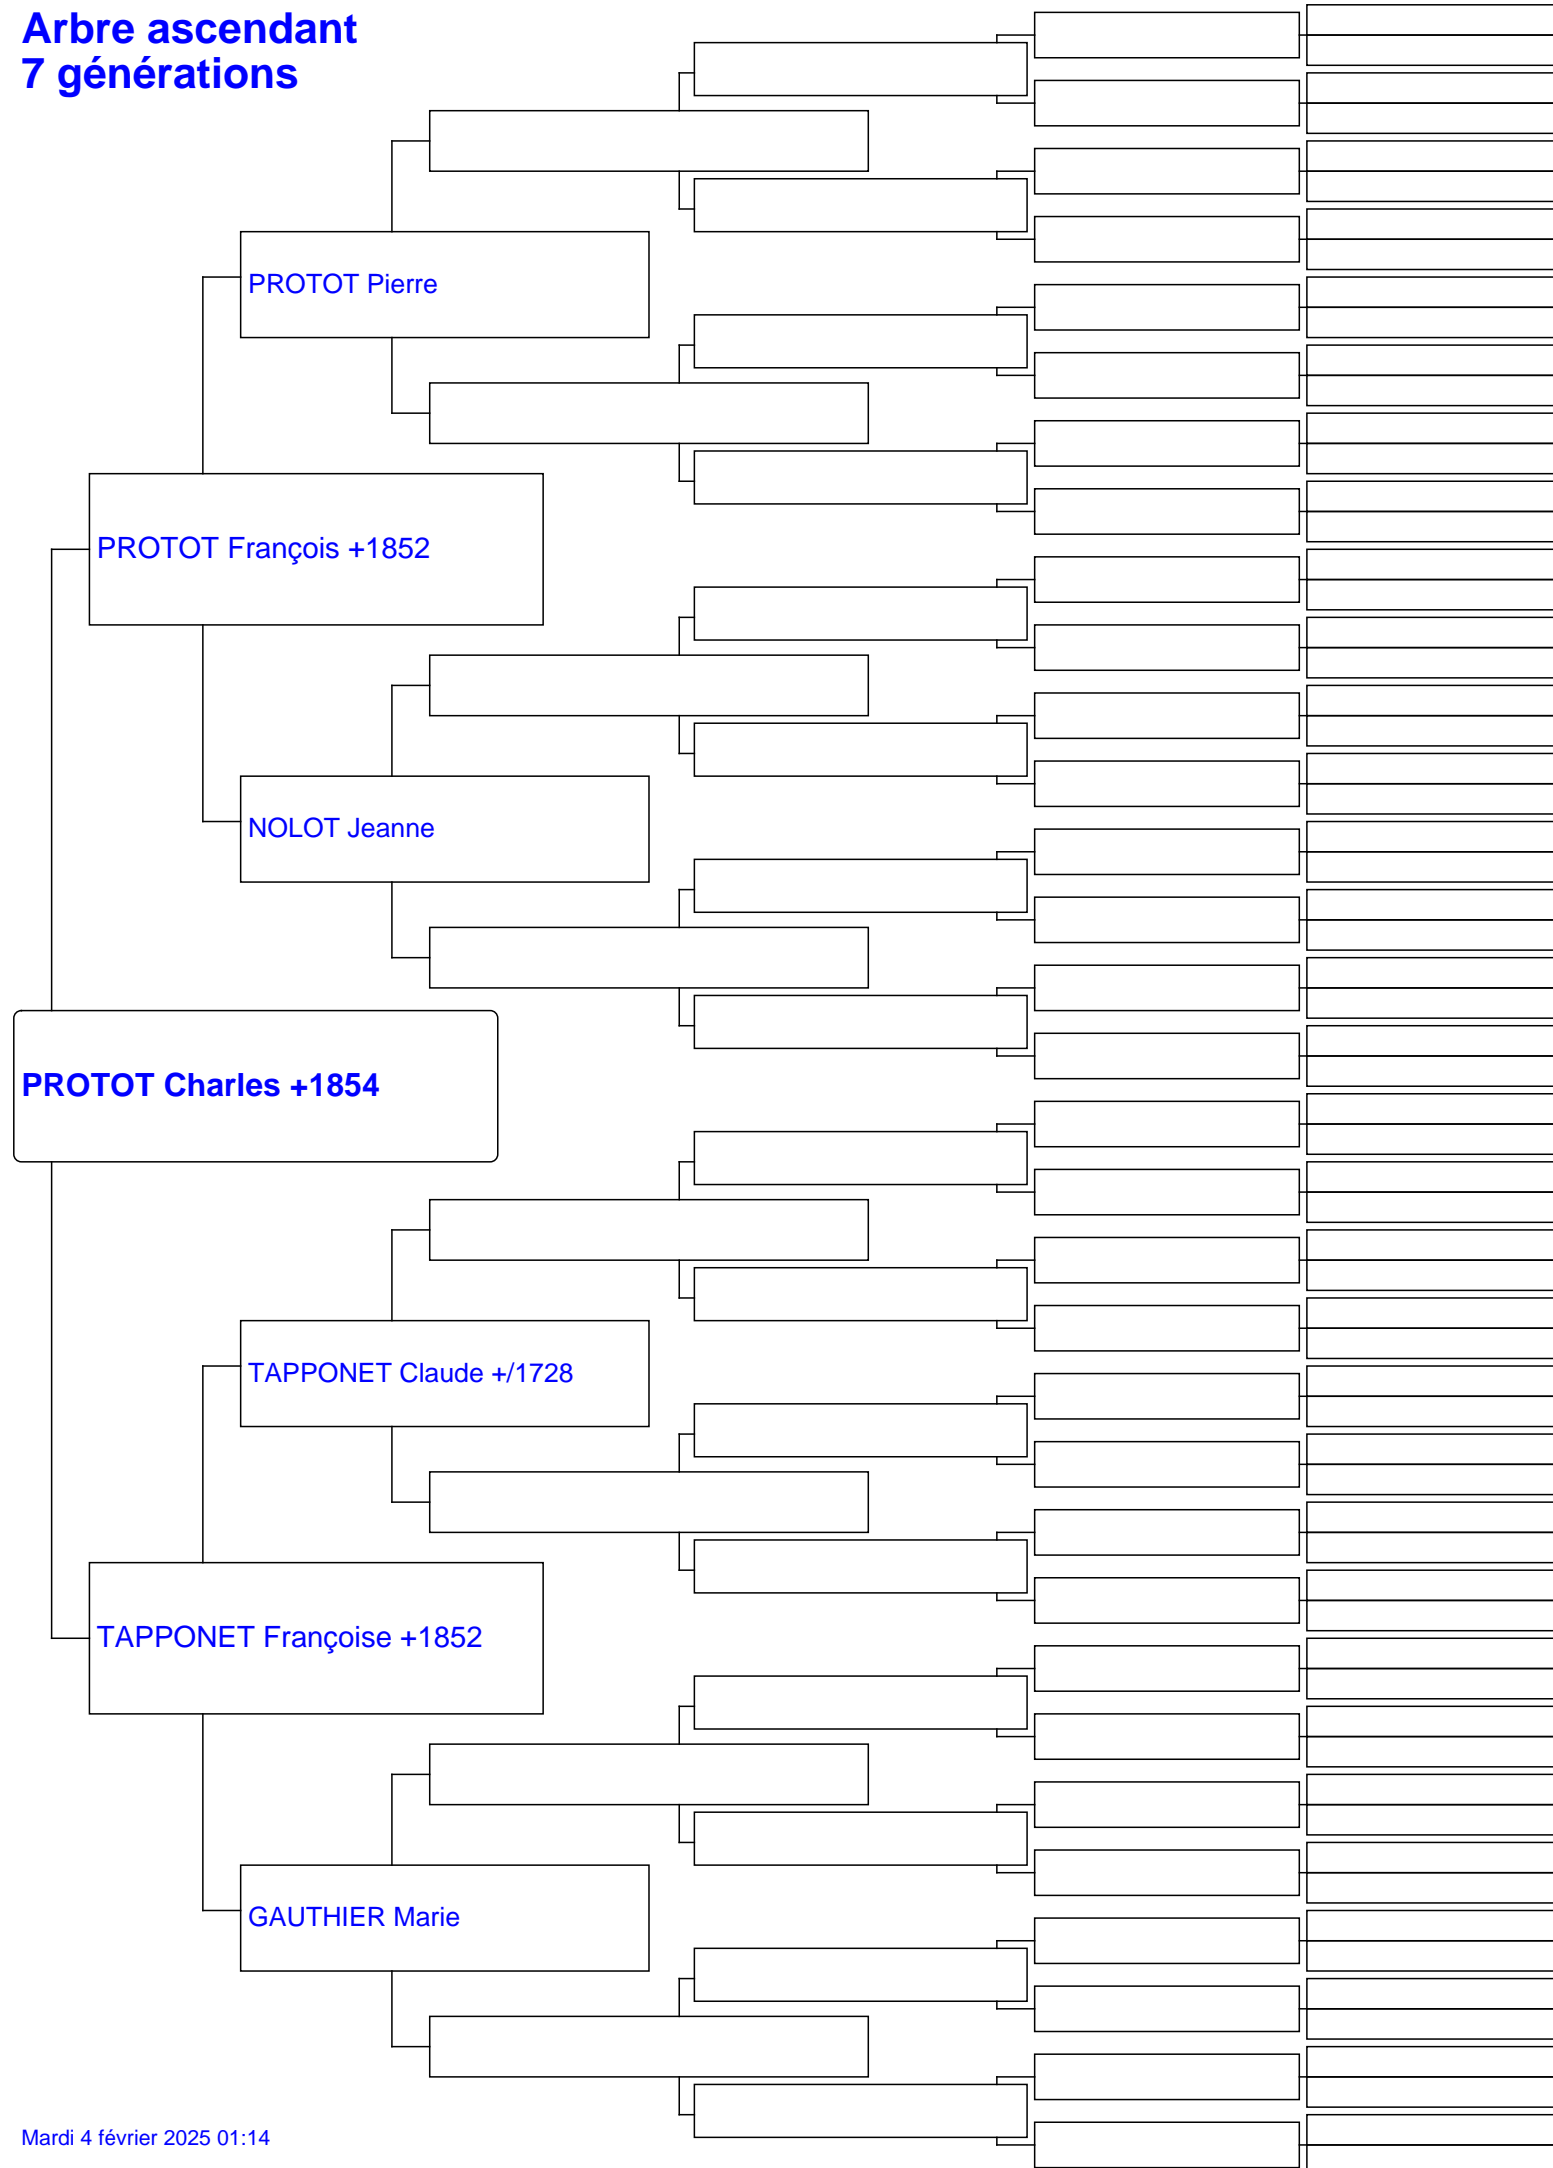 Arbre ascendant
7 générations
PROTOT Pierre
PROTOT François +1852
NOLOT Jeanne
PROTOT Charles +1854
TAPPONET Claude +/1728
TAPPONET Françoise +1852
GAUTHIER Marie
Mardi 4 février 2025 01:14